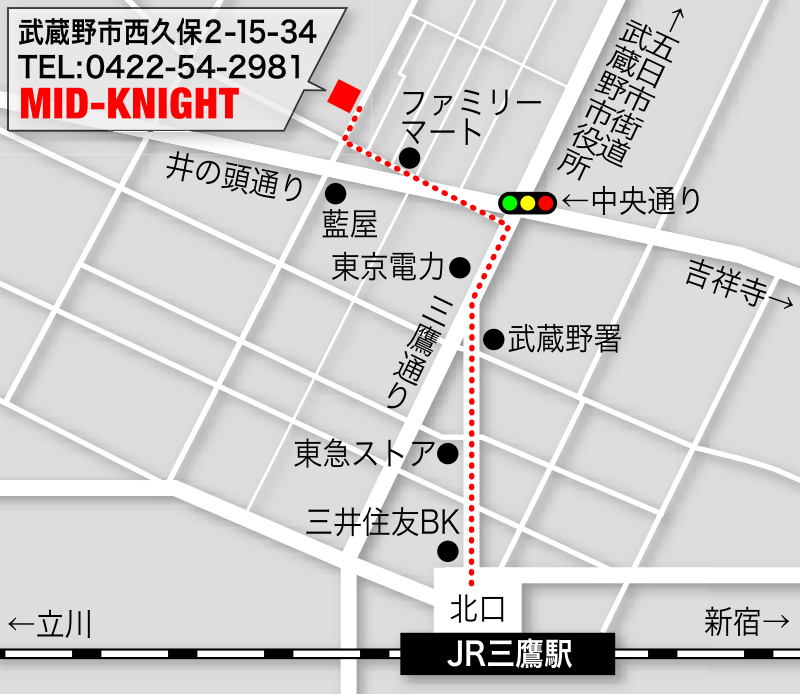 武蔵野市西久保2-15-34
TEL:0422-54-2981
MID-KNIGHT
ファミリー
マート
↑五日市街道
武蔵野市役所
井の頭通り
藍屋
←中央通り
東京電力
吉祥寺→
三鷹通り
武蔵野署
東急ストア
三井住友BK
北口
←立川
新宿→
JR三鷹駅